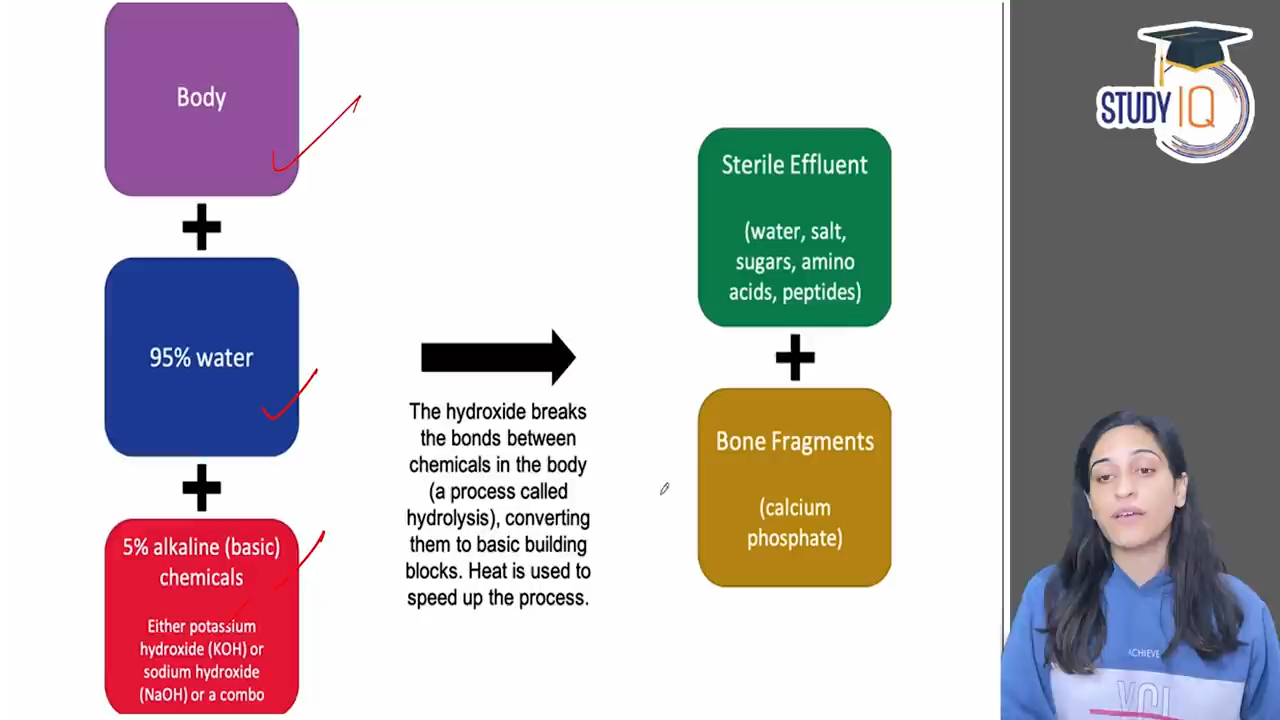 Body
95% water
5% alkaline (basic)
chemicals
Either potassium
hydroxide (KOH) or
sodium hydroxide
(NaOH) or a combo
The hydroxide breaks
the bonds between
chemicals in the body
(a process called
hydrolysis), converting
them to basic building
blocks. Heat is used to
speed up the process.
Sterile Effluent
(water, salt,
sugars, amino
acids, peptides)
Bone Fragments
(calcium
phosphate)
STUDY IQ
ACHIEVE